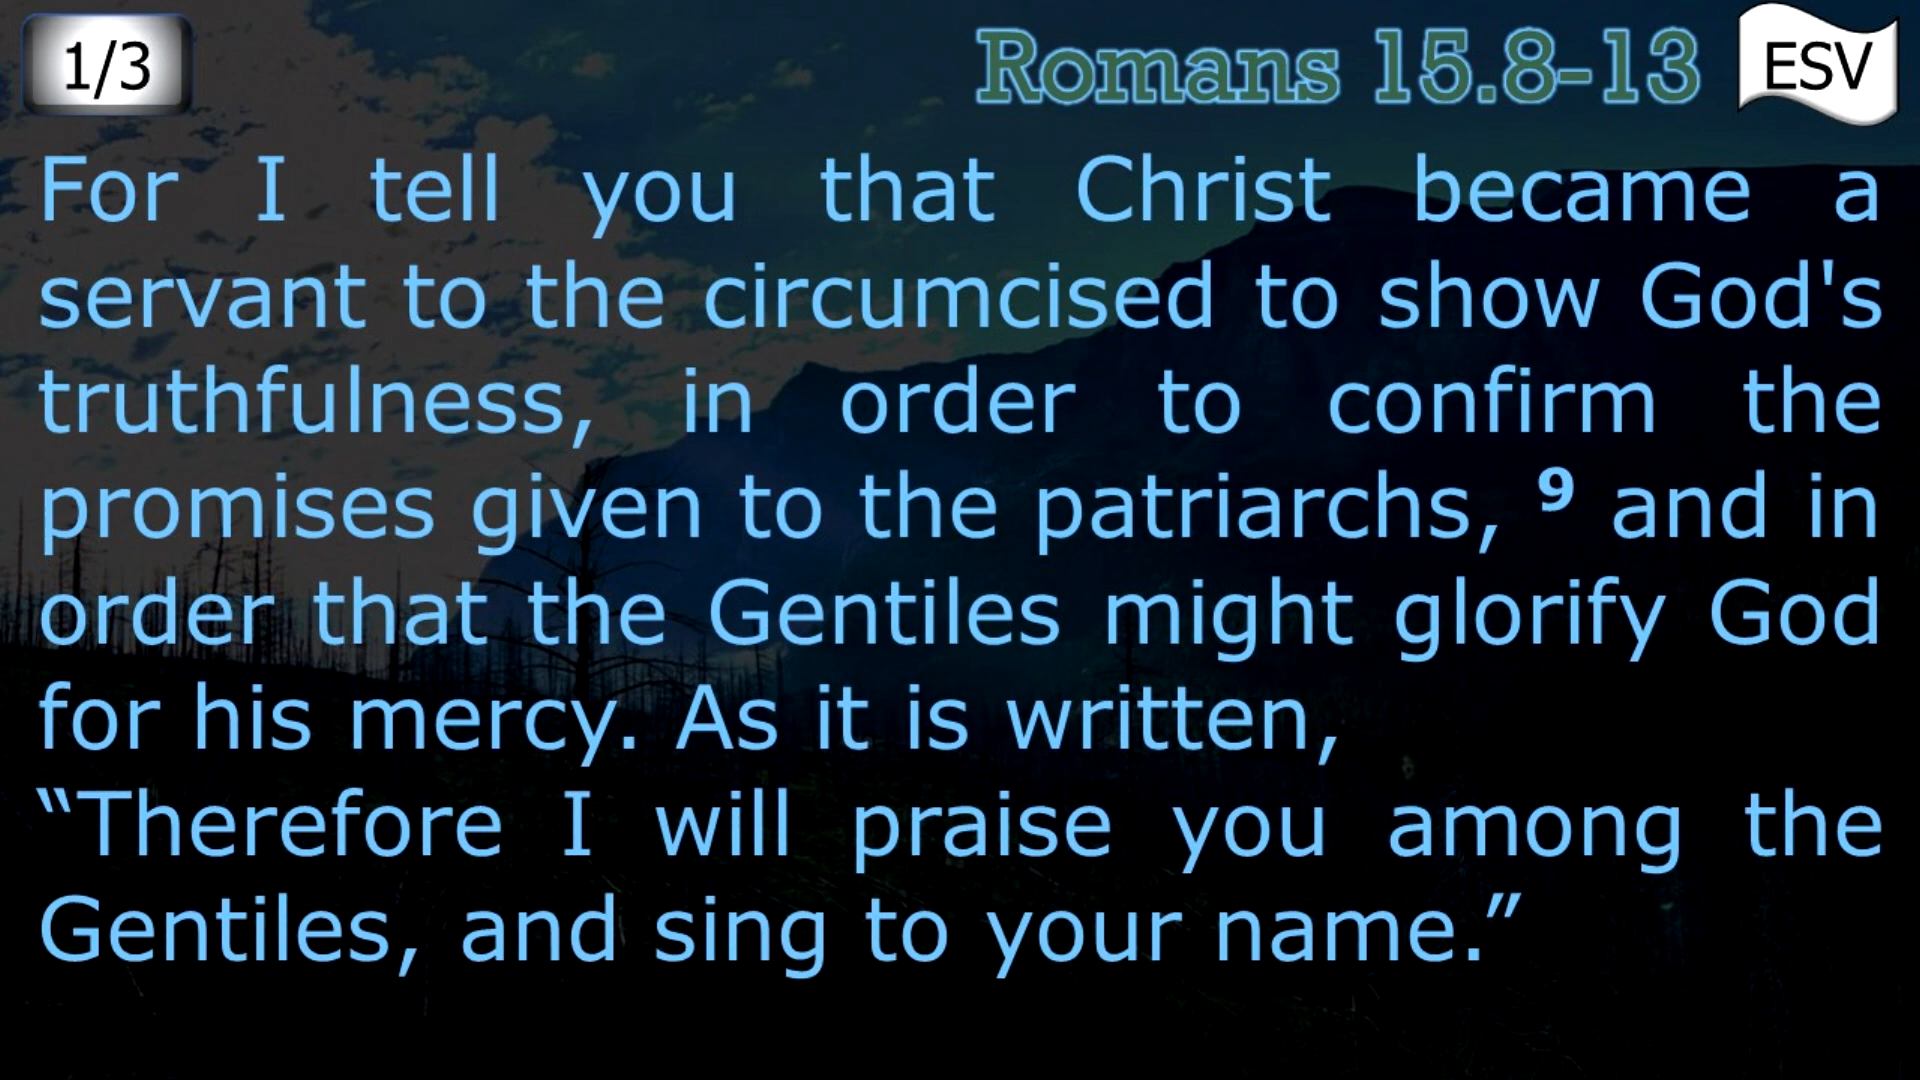 1/3
Romans 15.8-13
ESV
For I tell you that Christ became a
servant to the circumcised to show God's
truthfulness, in order to confirm the
promises given to the patriarchs, 9 and in
order that the Gentiles might glorify God
for his mercy. As it is written,
“Therefore I will praise you among the
Gentiles, and sing to your name.”